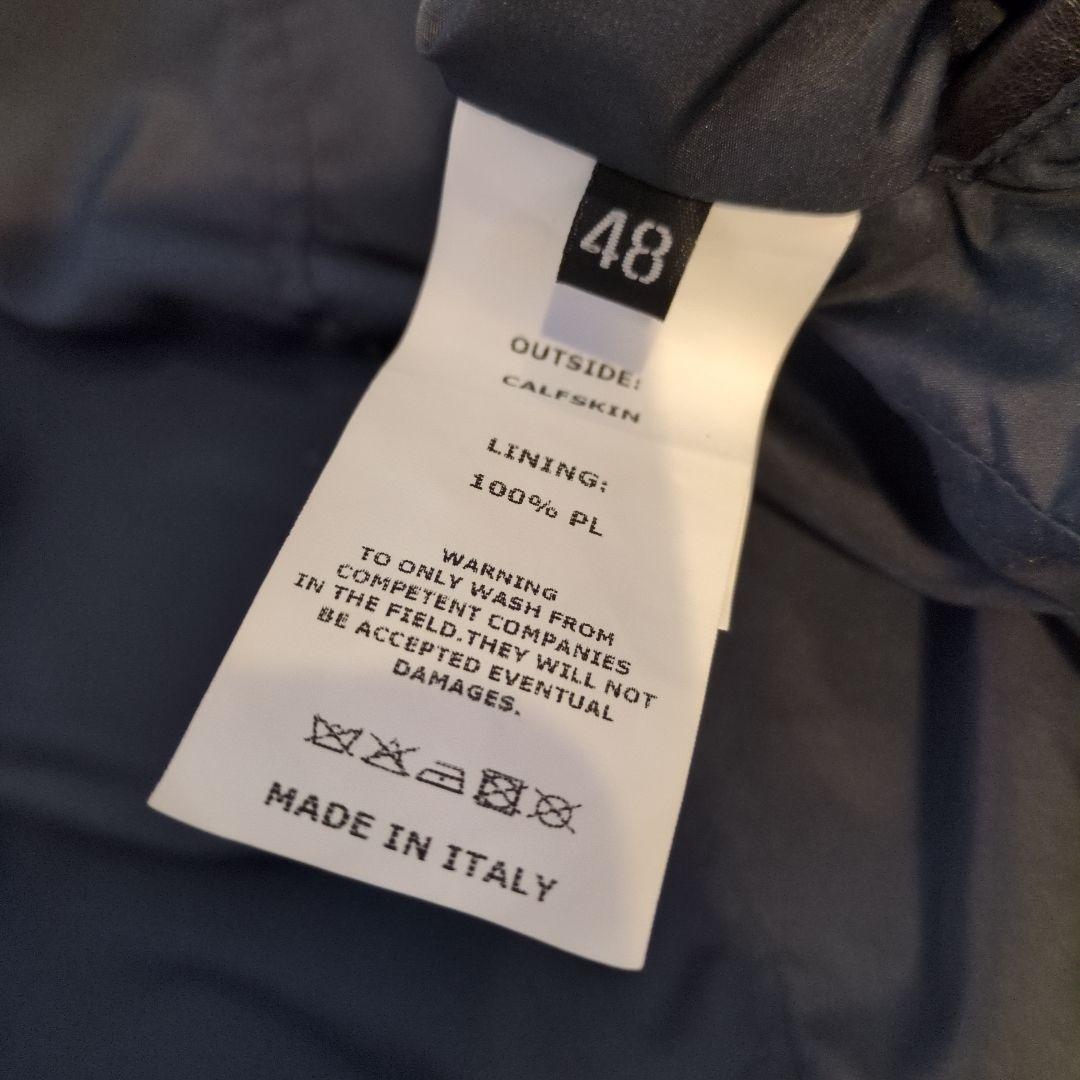 48
OUTSIDE:
CALFSKIN
LINING:
100% PL
WARNING
TO ONLY WASH FROM
COMPETENT COMPANIES
IN THE FIELD.THEY WILL NOT
BE ACCEPTED EVENTUAL
DAMAGES.
MADE IN ITALY